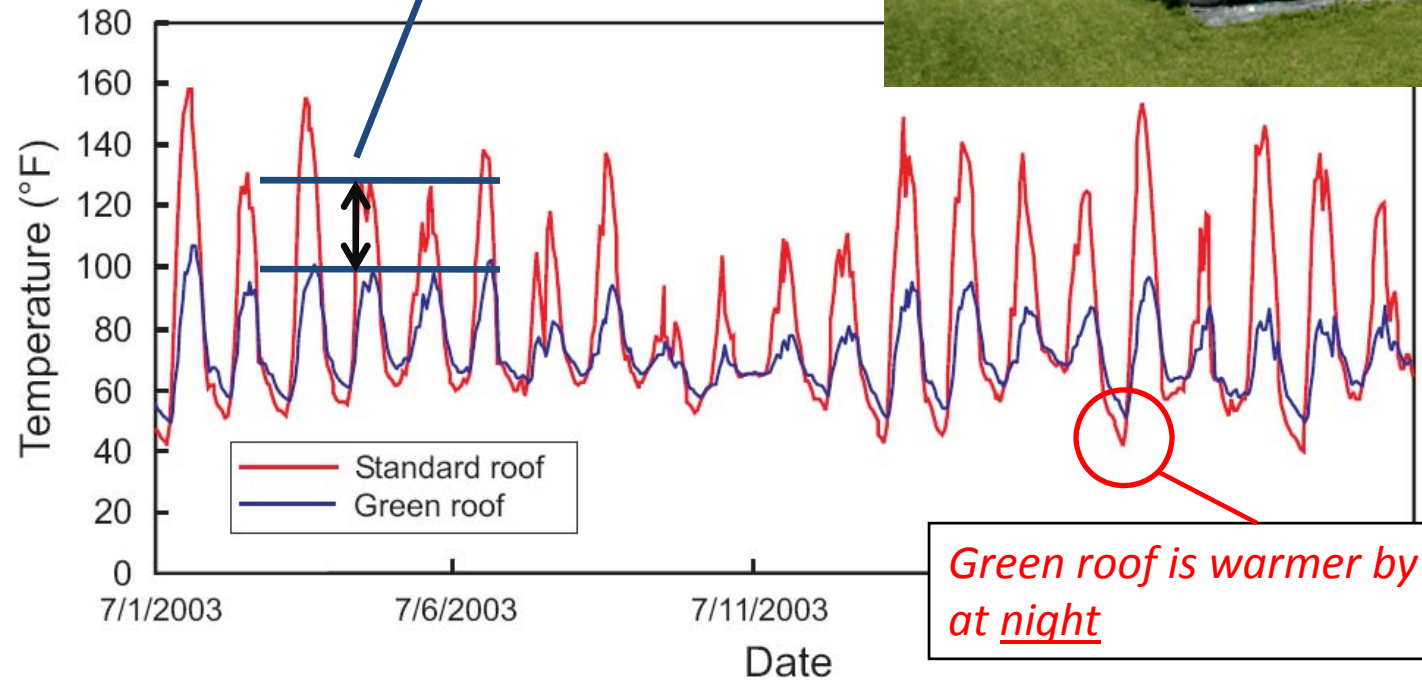 180
160
140
120
100
80
60
40
20
0
Temperature (°F)
Standard roof
Green roof
7/1/2003
7/6/2003
7/11/2003
Date
Green roof is warmer by
at night